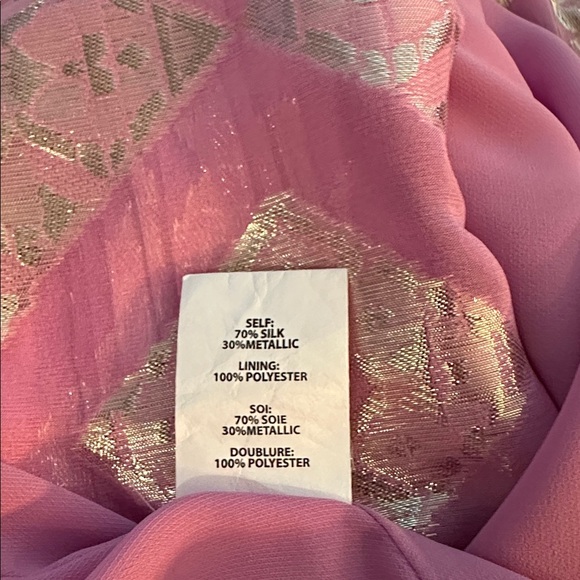 SELF:
70% SILK
30%METALLIC
LINING:
100% POLYESTER
SOI:
70% SOIE
30%METALLIC
DOUBLURE:
100% POLYESTER